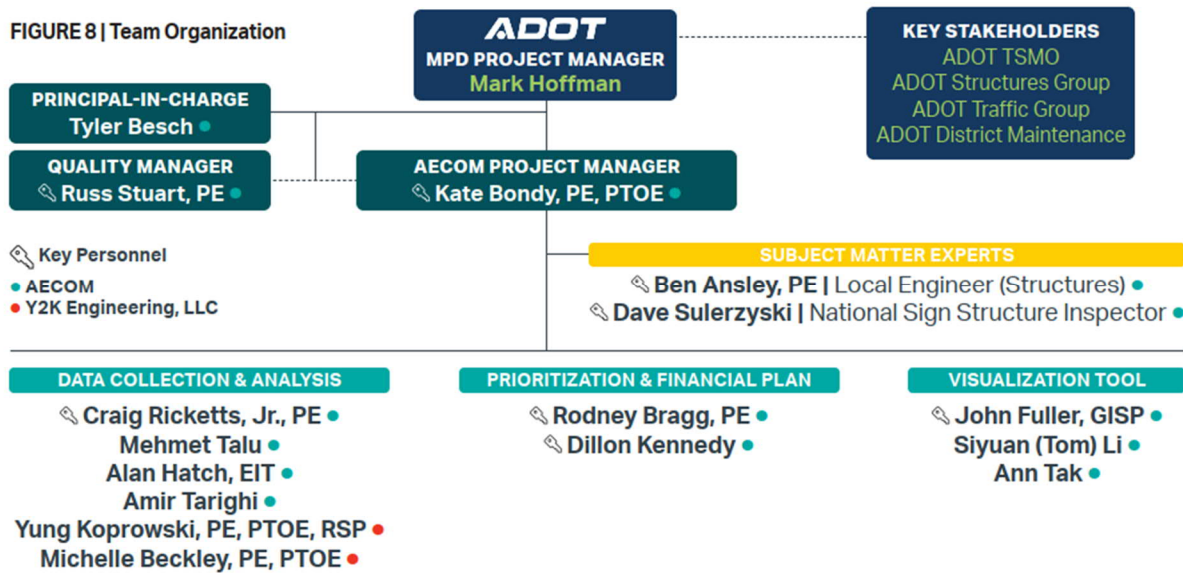 FIGURE 8 | Team Organization
ADOT
MPD PROJECT MANAGER
Mark Hoffman
KEY STAKEHOLDERS
ADOT TSMO
ADOT Structures Group
ADOT Traffic Group
ADOT District Maintenance
PRINCIPAL-IN-CHARGE
Tyler Besch
QUALITY MANAGER
Russ Stuart, PE
AECOM PROJECT MANAGER
Kate Bondy, PE, PTOE
Key Personnel
AECOM
Y2K Engineering, LLC
SUBJECT MATTER EXPERTS
Ben Ansley, PE | Local Engineer (Structures)
Dave Sulerzyski | National Sign Structure Inspector
DATA COLLECTION & ANALYSIS
Craig Ricketts, Jr., PE
Mehmet Talu
Alan Hatch, EIT
Amir Tarighi
Yung Koprowski, PE, PTOE, RSP
Michelle Beckley, PE, PTOE
PRIORITIZATION & FINANCIAL PLAN
Rodney Bragg, PE
Dillon Kennedy
VISUALIZATION TOOL
John Fuller, GISP
Siyuan (Tom) Li
Ann Tak